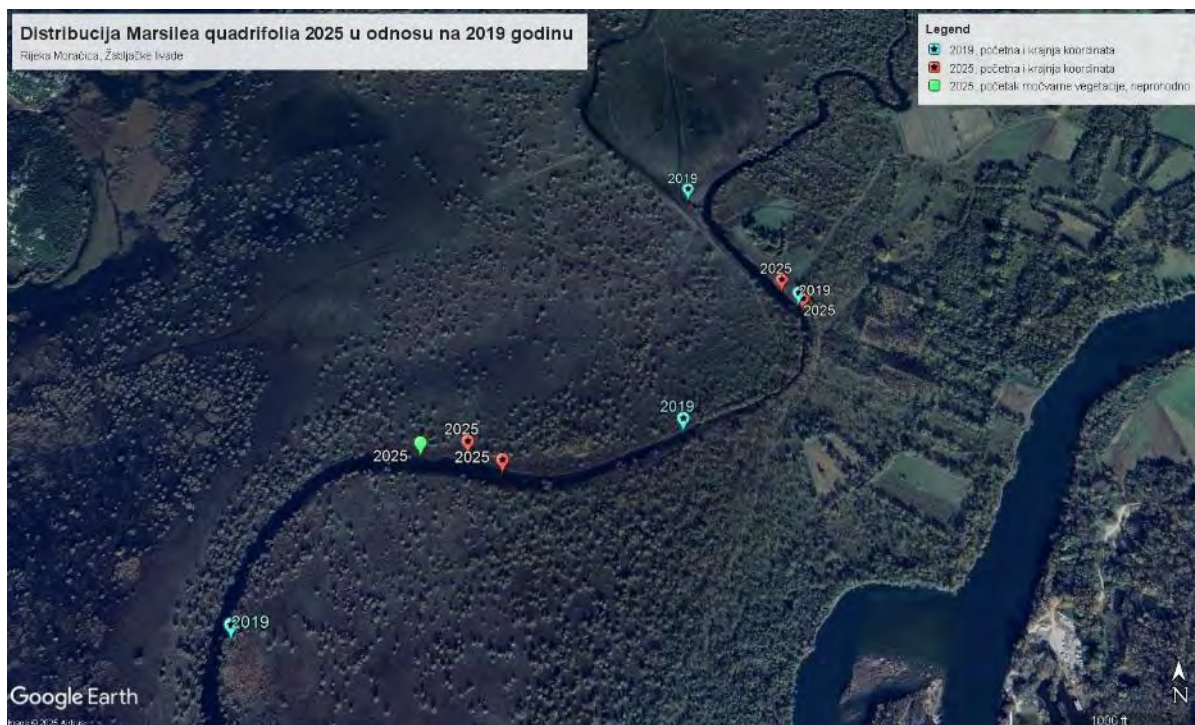 Distribucija Marsilea quadrifolia 2025 u odnosu na 2019 godinu
Rijeka Moračica, Žabljačke livade
Legend
2019, početna i krajnja koordinata
2025, početna i krajnja koordinata
2025, početak močvarne vegetacije, neprohodno
2019
2025
2019
2025
2019
2025
2025
2025
2019
Google Earth
N
1000 ft